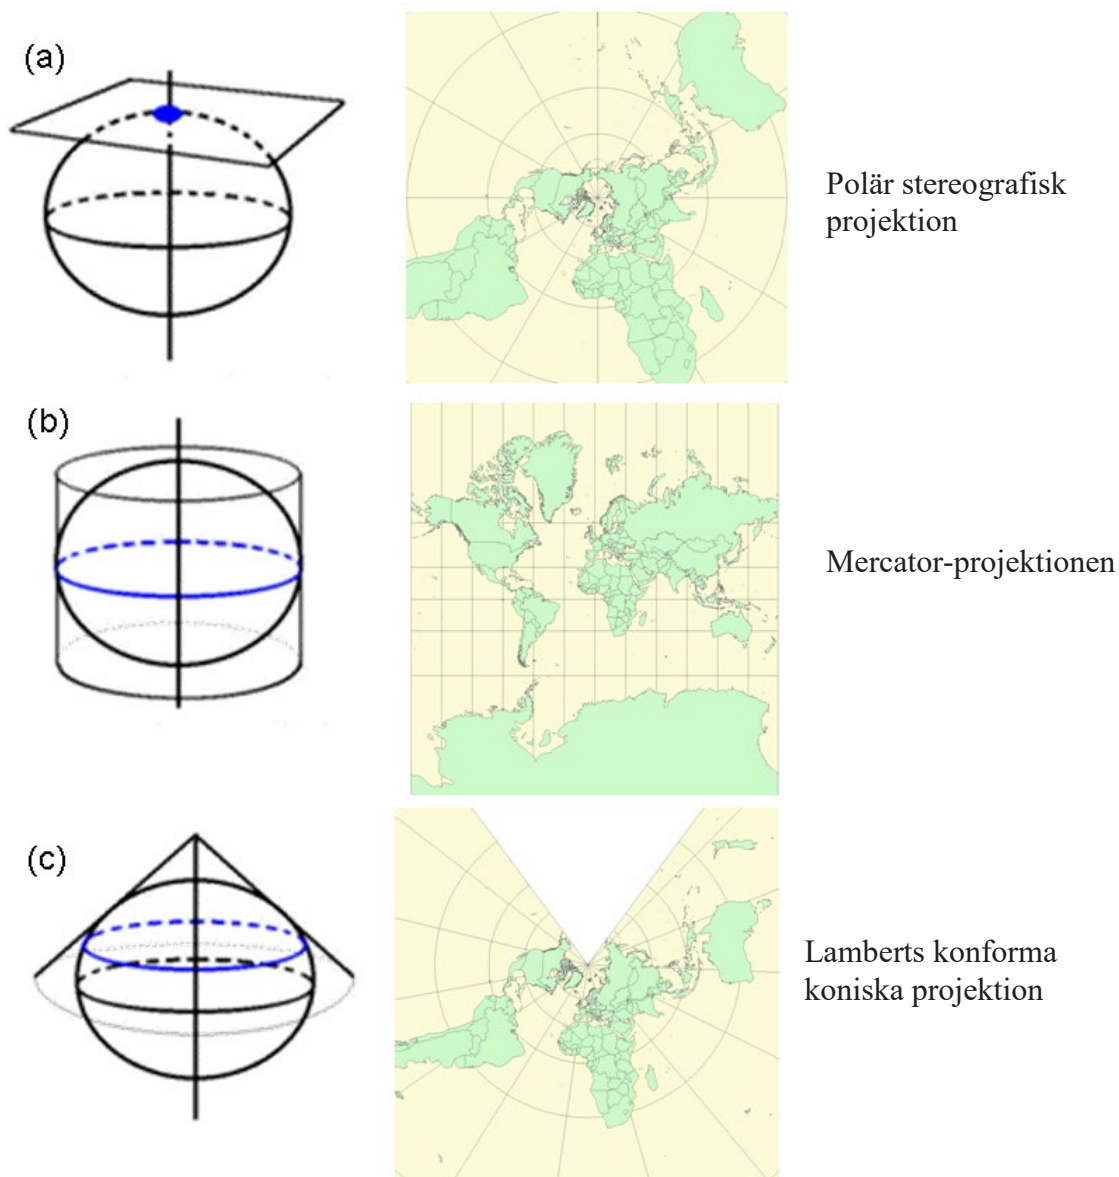 (a)
Polär stereografisk
projektion
(b)
Mercator-projektionen
(c)
Lamberts konforma
koniska projektion